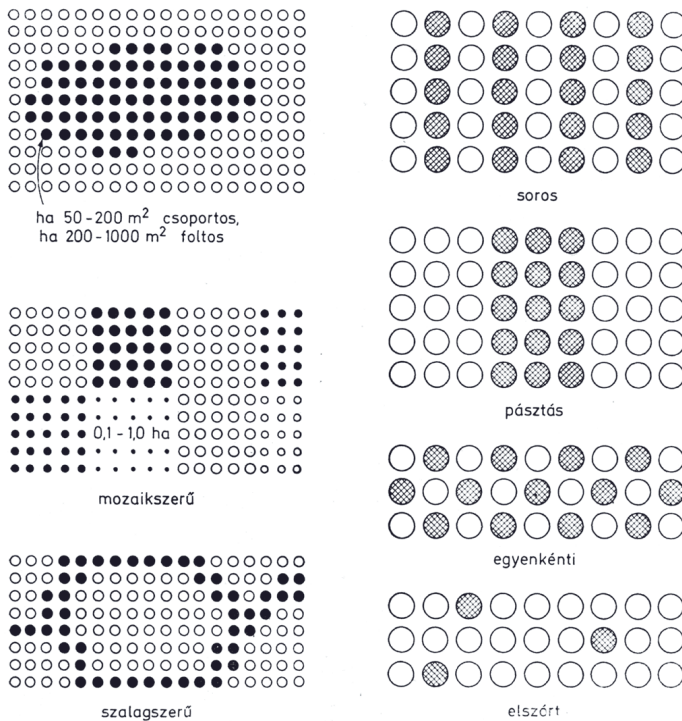 ha 50-200 m² csoportos,
ha 200-1000 m² foltos
0,1-1,0 ha
mozaikszerű
szalagszerű
soros
pásztás
egyenkénti
elszórt